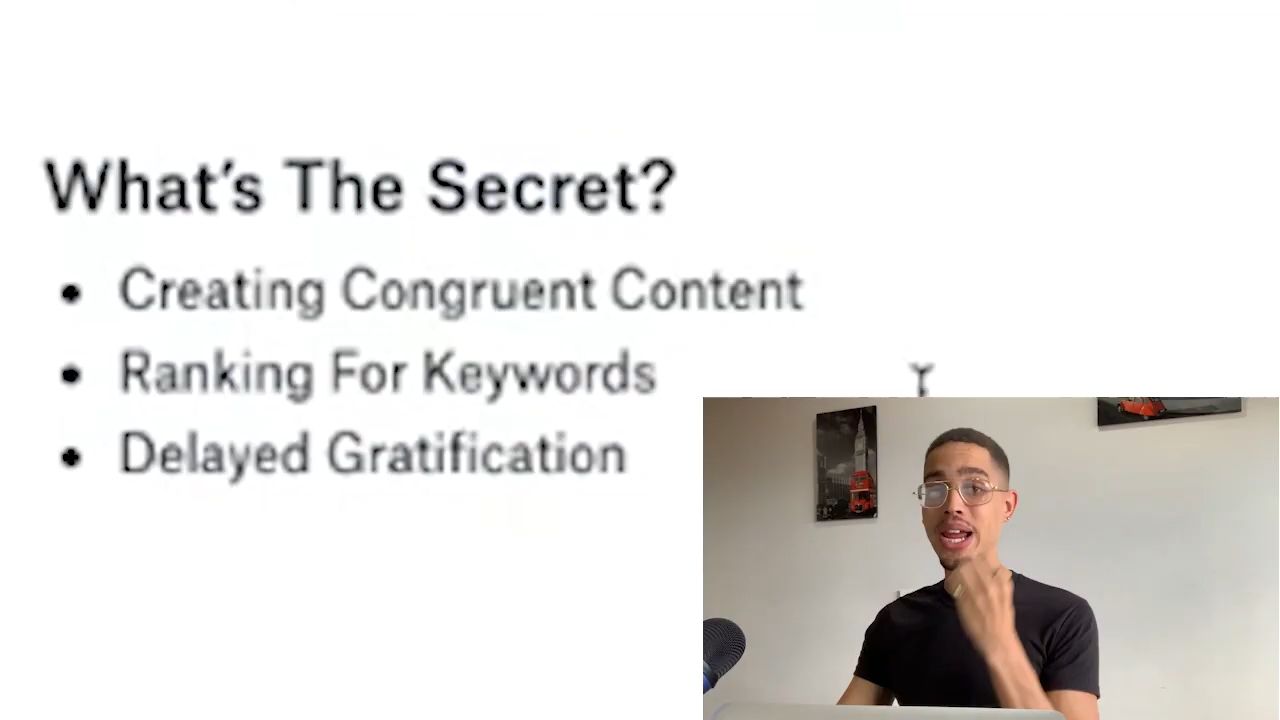 What's The Secret?
Creating Congruent Content
Ranking For Keywords
Delayed Gratification